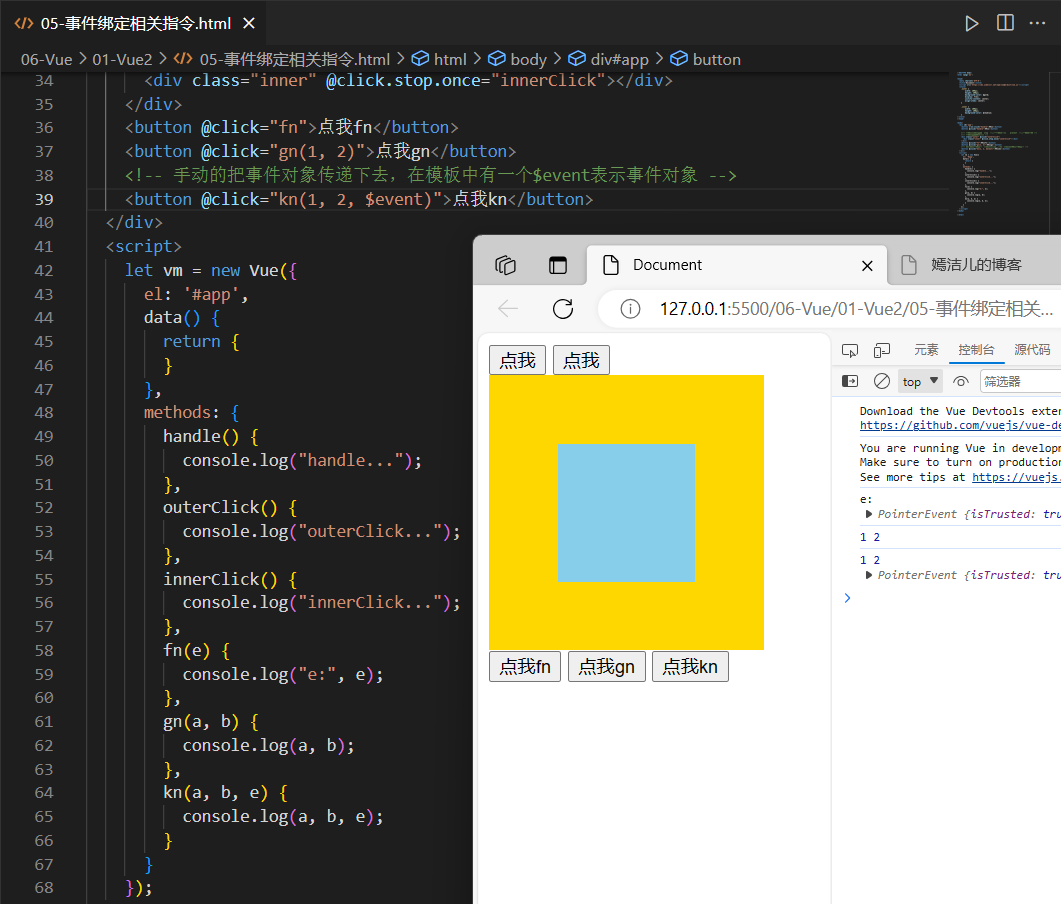 05-事件绑定相关指令.html
06-Vue > 01-Vue2 > 05-事件绑定相关指令.html > html > body > div#app > button
34 <div class="inner" @click.stop.once="innerClick"></div>
35 </div>
36 <button @click="fn">点我fn</button>
37 <button @click="gn(1, 2)">点我gn</button>
38 <!-- 手动的把事件对象传递下去，在模板中有一个$event表示事件对象 -->
39 <button @click="kn(1, 2, $event)">点我kn</button>
40 </div>
41 <script>
42 let vm = new Vue({
43 el: '#app',
44 data() {
45 return {
46 }
47 },
48 methods: {
49 handle() {
50 console.log("handle...");
51 },
52 outerClick() {
53 console.log("outerClick...");
54 },
55 innerClick() {
56 console.log("innerClick...");
57 },
58 fn(e) {
59 console.log("e:", e);
60 },
61 gn(a, b) {
62 console.log(a, b);
63 },
64 kn(a, b, e) {
65 console.log(a, b, e);
66 }
67 }
68 });
Document
嫣洁儿的博客
127.0.0.1:5500/06-Vue/01-Vue2/05-事件绑定相关...
点我 点我
点我fn 点我gn 点我kn
元素 控制台 源代码
top 筛选器
Download the Vue Devtools exter
https://github.com/vuejs/vue-de
You are running Vue in developm
Make sure to turn on production
See more tips at https://vuejs.
e:
PointerEvent {isTrusted: tru
1 2
1 2
PointerEvent {isTrusted: tru